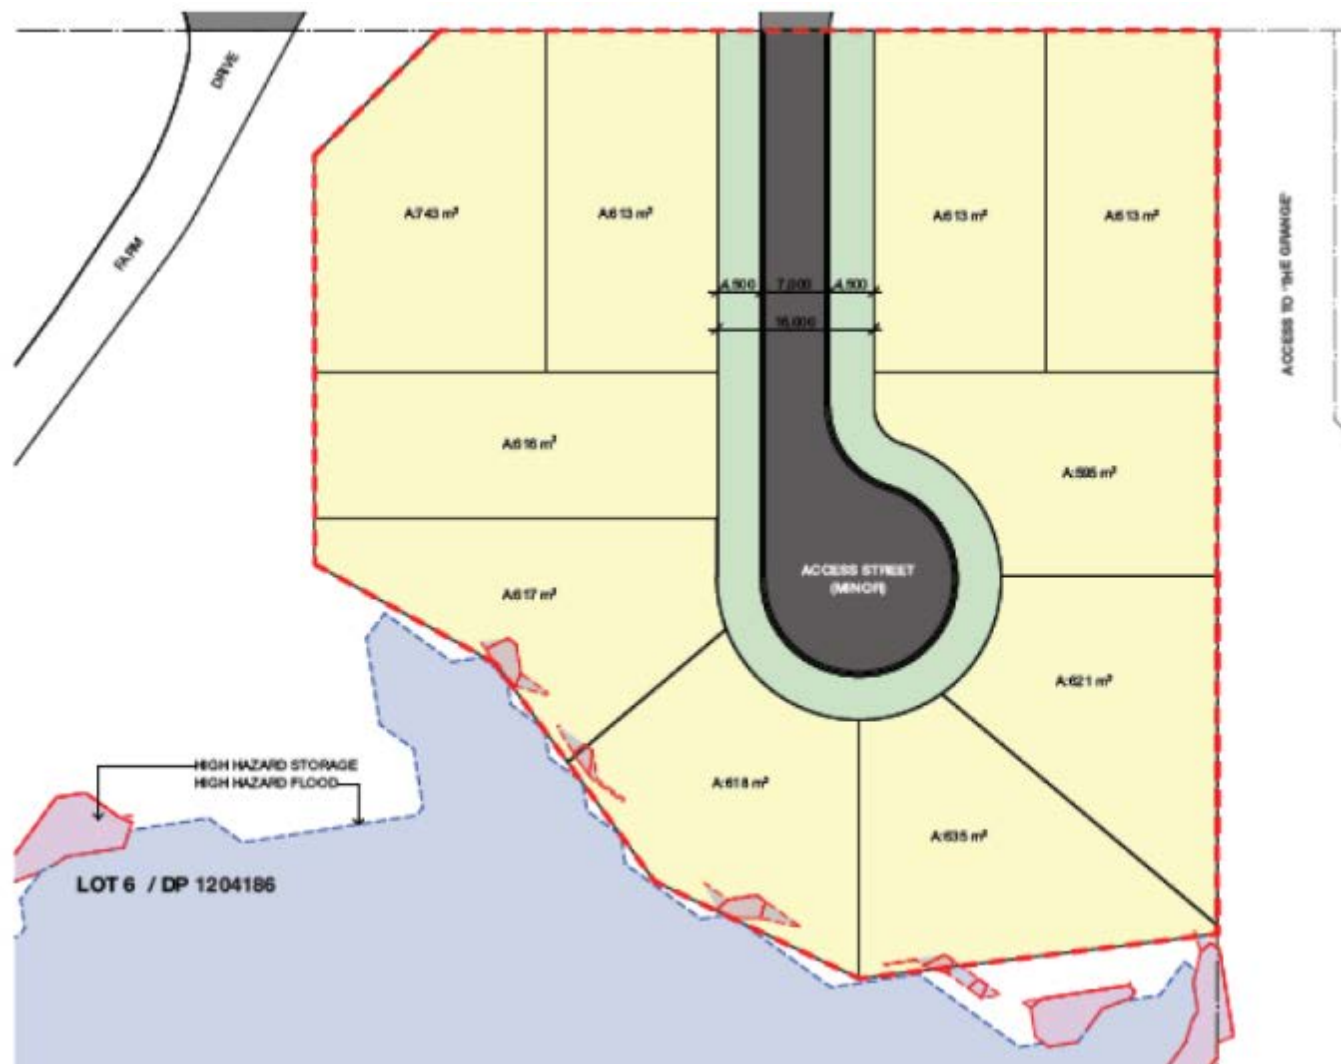 DRIVE
FARM
A:743 m²
A:613 m²
A:613 m²
A:613 m²
ACCESS TO "THE GRANGE"
4,500 7,000 4,500
16,000
A:616 m²
A:595 m²
ACCESS STREET
(MINOR)
A:617 m²
A:621 m²
HIGH HAZARD STORAGE
HIGH HAZARD FLOOD
A:618 m²
A:635 m²
LOT 6 / DP 1204186